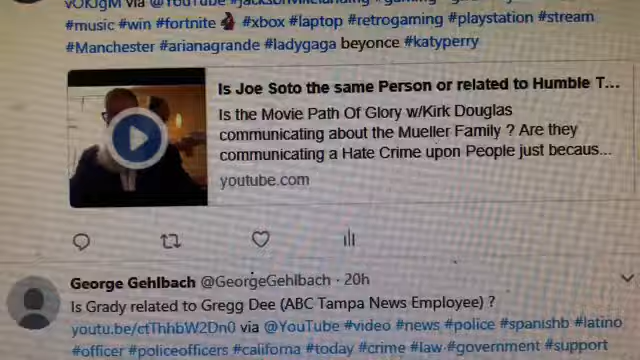 via @YouTube
#music #win #fortnite #xbox #laptop #retrogaming #playstation #stream
#Manchester #arianagrande #ladygaga beyonce #katyperry
Is Joe Soto the same Person or related to Humble T...
Is the Movie Path Of Glory w/Kirk Douglas
communicating about the Mueller Family ? Are they
communicating a Hate Crime upon People just becaus...
youtube.com
George Gehlbach @GeorgeGehlbach · 20h
Is Grady related to Gregg Dee (ABC Tampa News Employee) ?
youtu.be/ctThhbW2Dn0 via @YouTube #video #news #police #spanishb #latino
#officer #policeofficers #californa #today #crime #law #government #support